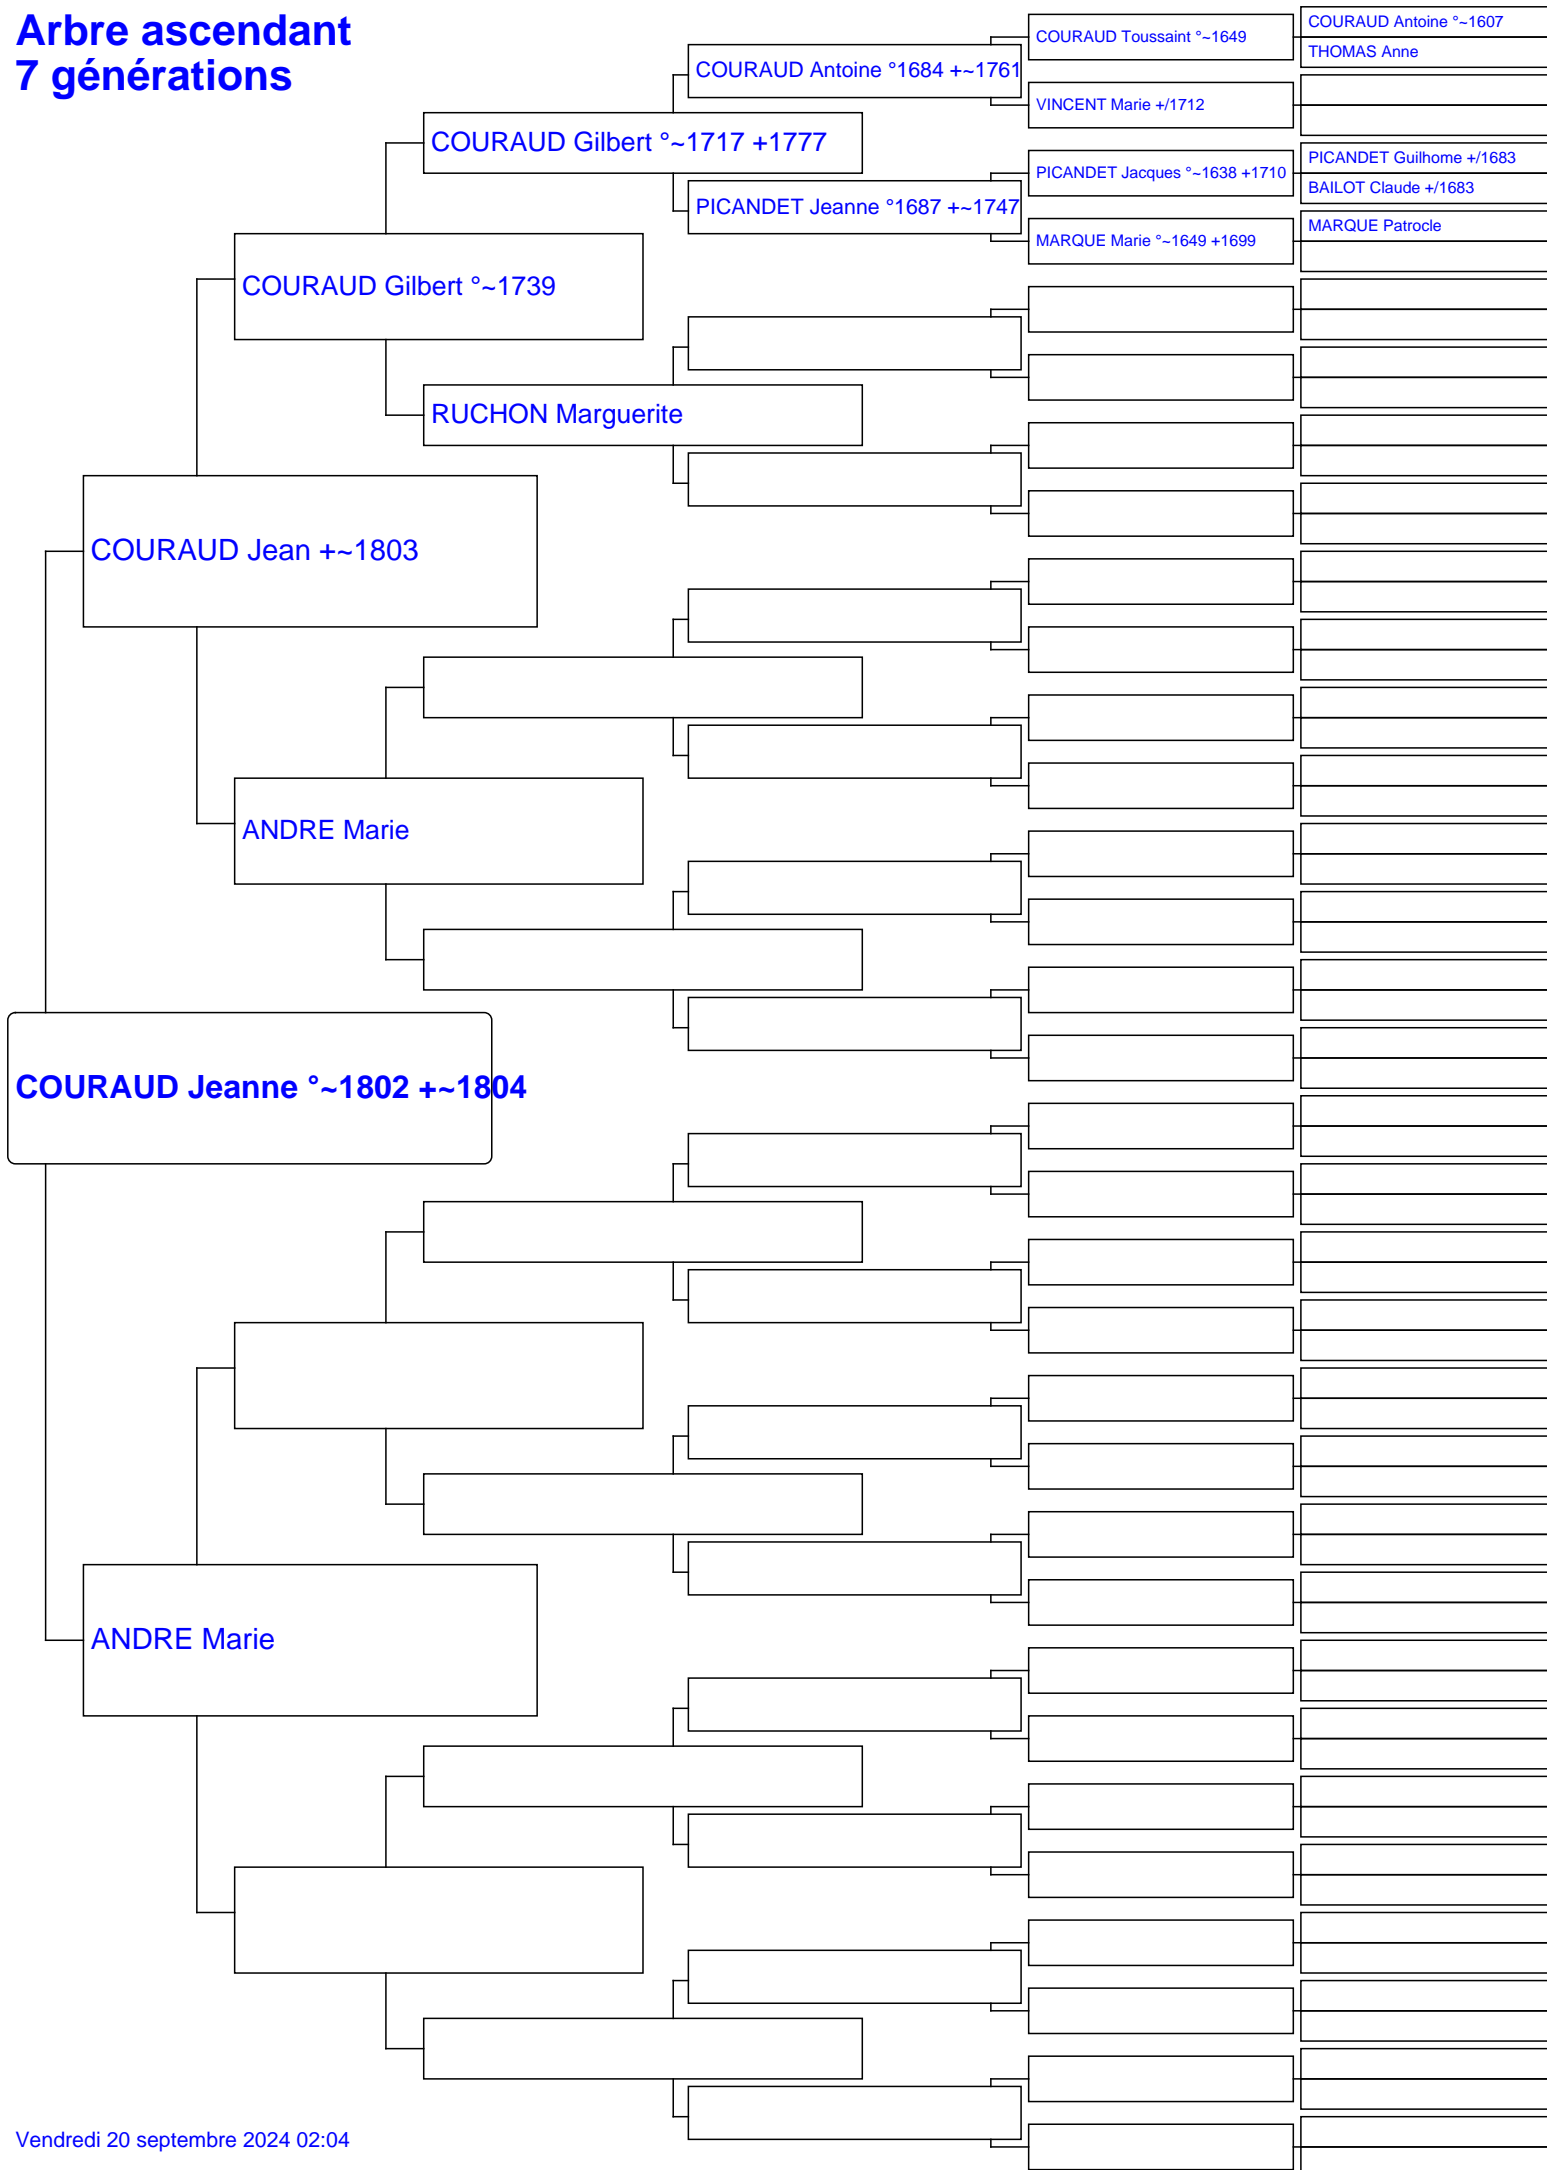 Arbre ascendant
7 générations
COURAUD Antoine °~1607
THOMAS Anne
COURAUD Toussaint °~1649
COURAUD Antoine °1684 +~1761
VINCENT Marie +/1712
COURAUD Gilbert °~1717 +1777
PICANDET Guilhome +/1683
PICANDET Jacques °~1638 +1710
BAILOT Claude +/1683
PICANDET Jeanne °1687 +~1747
MARQUE Patrocle
MARQUE Marie °~1649 +1699
COURAUD Gilbert °~1739
RUCHON Marguerite
COURAUD Jean +~1803
ANDRE Marie
COURAUD Jeanne °~1802 +~1804
ANDRE Marie
Vendredi 20 septembre 2024 02:04